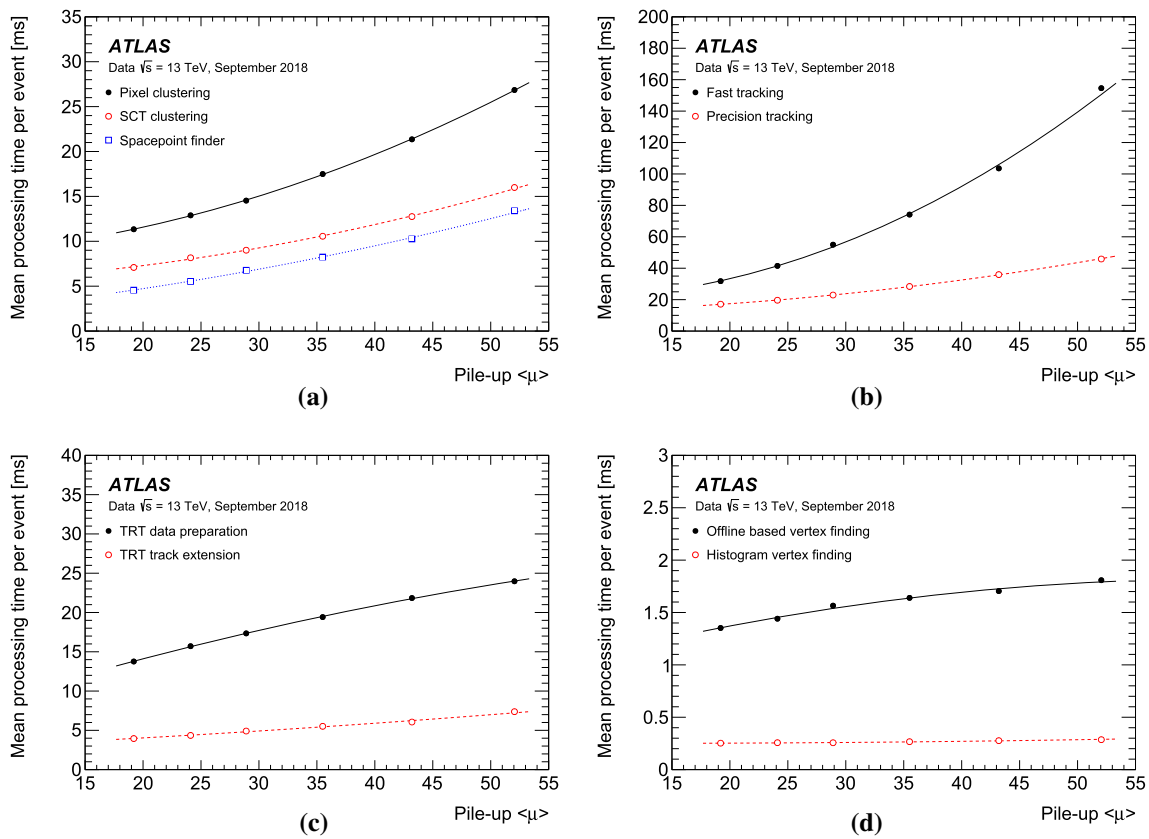 Mean processing time per event [ms]
35
30
25
20
15
10
5
0
ATLAS
Data √s = 13 TeV, September 2018
Pixel clustering
SCT clustering
Spacepoint finder
15 20 25 30 35 40 45 50 55
Pile-up <μ>
(a)
Mean processing time per event [ms]
200
180
160
140
120
100
80
60
40
20
0
ATLAS
Data √s = 13 TeV, September 2018
Fast tracking
Precision tracking
15 20 25 30 35 40 45 50 55
Pile-up <μ>
(b)
Mean processing time per event [ms]
40
35
30
25
20
15
10
5
0
ATLAS
Data √s = 13 TeV, September 2018
TRT data preparation
TRT track extension
15 20 25 30 35 40 45 50 55
Pile-up <μ>
(c)
Mean processing time per event [ms]
3
2.5
2
1.5
1
0.5
0
ATLAS
Data √s = 13 TeV, September 2018
Offline based vertex finding
Histogram vertex finding
15 20 25 30 35 40 45 50 55
Pile-up <μ>
(d)